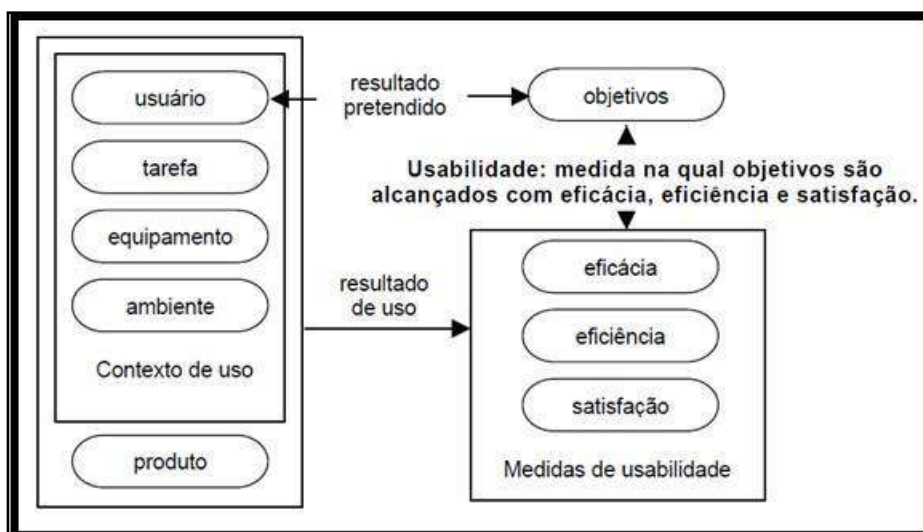 usuário
tarefa
equipamento
ambiente
Contexto de uso
produto
resultado
pretendido
objetivos
Usabilidade: medida na qual objetivos são
alcançados com eficácia, eficiência e satisfação.
resultado
de uso
eficácia
eficiência
satisfação
Medidas de usabilidade